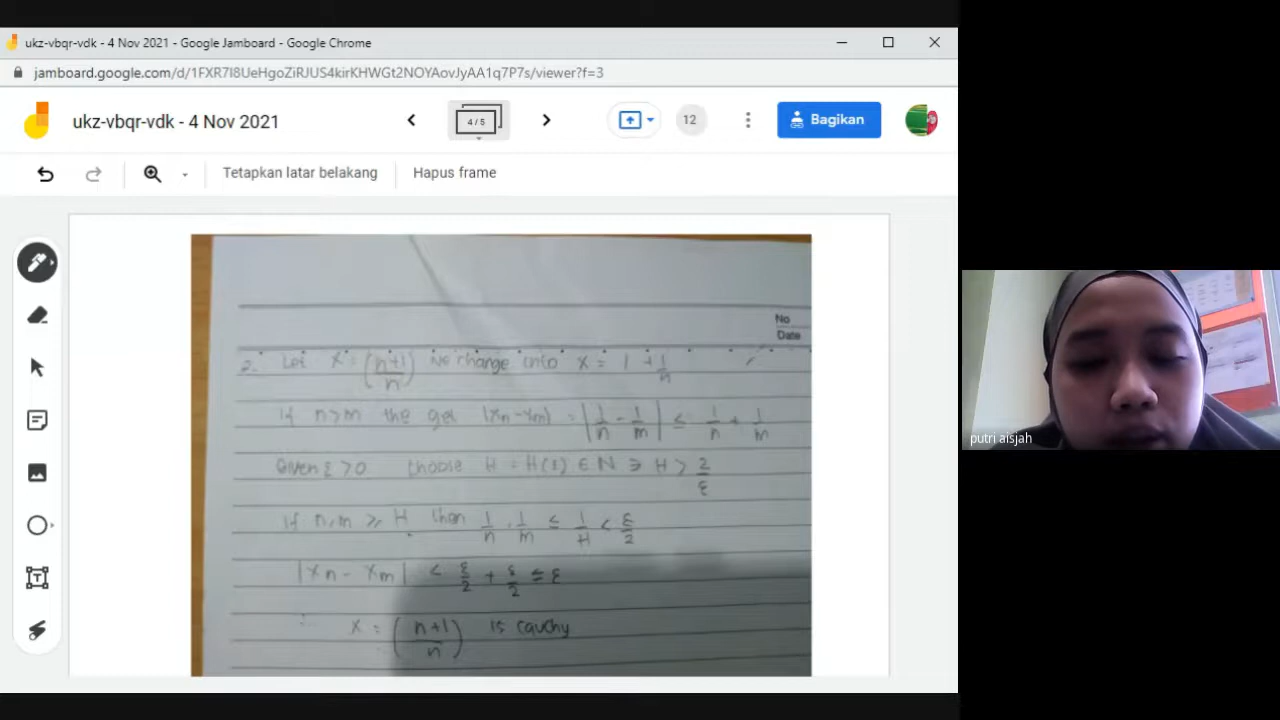 ukz-vbqr-vdk - 4 Nov 2021 - Google Jamboard - Google Chrome
jamboard.google.com/d/1FXR7I8UeHgoZiRJUS4kirKHWGt2NOYAovJyAA1q7P7s/viewer?f=3
ukz-vbqr-vdk - 4 Nov 2021
4 / 5
12
Bagikan
Tetapkan latar belakang
Hapus frame
No
Date
2. Let X = (n+1/n) we change into X = 1 + 1/n
If n>m the get |Xn - Xm| = |1/n - 1/m| ≤ 1/n + 1/m
Given ε > 0 choose H = H(ε) ∈ N ∋ H > 2/ε
If n,m ≥ H then 1/n , 1/m ≤ 1/H < ε/2
|Xn - Xm| < ε/2 + ε/2 ≤ ε
∴ X = (n+1/n) is cauchy
putri aisjah